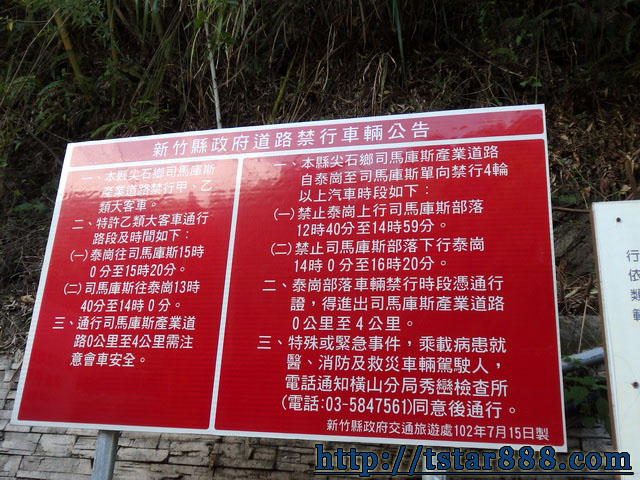 新竹縣政府道路禁行車輛公告
一、本縣尖石鄉司馬庫斯
產業道路禁行甲、乙
類大客車。
二、特許乙類大客車通行
路段及時間如下：
(一)泰崗往司馬庫斯15時
0分至15時20分。
(二)司馬庫斯往泰崗13時
40分至14時 0分。
三、通行司馬庫斯產業道
路0公里至4公里需注
意會車安全。
一、本縣尖石鄉司馬庫斯產業道路
自泰崗至司馬庫斯單向禁行4輪
以上汽車時段如下：
(一)禁止泰崗上行司馬庫斯部落
12時40分至14時59分。
(二)禁止司馬庫斯部落下行泰崗
14時 0 分至16時20分。
二、泰崗部落車輛禁行時段憑通行
證，得進出司馬庫斯產業道路
0公里至 4 公里。
三、特殊或緊急事件，乘載病患就
醫、消防及救災車輛駕駛人，
電話通知橫山分局秀巒檢查所
(電話:03-5847561)同意後通行。
新竹縣政府交通旅遊處102年7月15日製
行
依
類
http://tstar888.com